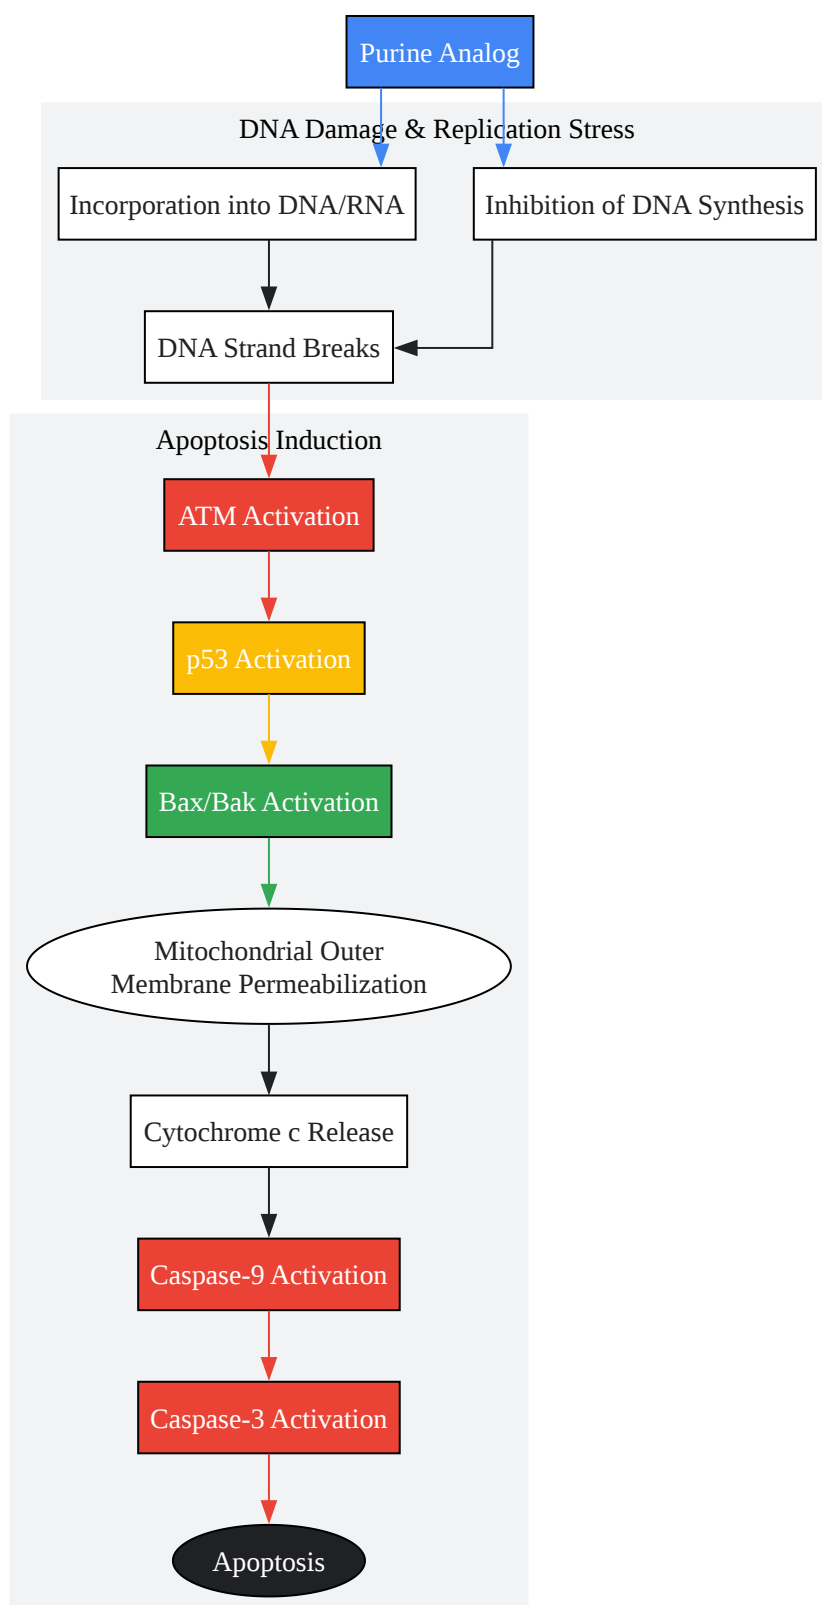 Purine Analog
DNA Damage & Replication Stress
Incorporation into DNA/RNA
Inhibition of DNA Synthesis
DNA Strand Breaks
Apoptosis Induction
ATM Activation
p53 Activation
Bax/Bak Activation
Mitochondrial Outer
Membrane Permeabilization
Cytochrome c Release
Caspase-9 Activation
Caspase-3 Activation
Apoptosis